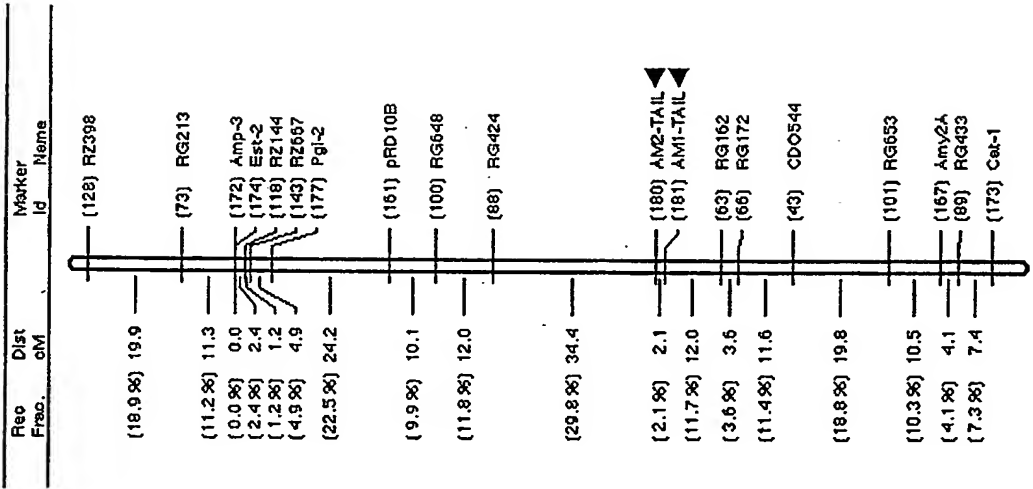 Rec Dist Marker
Frac. cM Id Name
(128) RZ398
(18.9%) 19.9
(73) RG213
(11.2%) 11.3
(172) Amp-3
(0.0%) 0.0
(174) Est-2
(2.4%) 2.4
(118) RZ144
(1.2%) 1.2
(143) RZ667
(4.9%) 4.9
(177) Pgi-2
(22.5%) 24.2
(161) pRD10B
(9.9%) 10.1
(100) RG648
(11.8%) 12.0
(88) RG424
(29.8%) 34.4
(180) AM2-TAIL
(2.1%) 2.1
(181) AM1-TAIL
(11.7%) 12.0
(63) RG162
(3.6%) 3.6
(66) RG172
(11.4%) 11.6
(43) CDO544
(18.8%) 19.8
(101) RG653
(10.3%) 10.5
(167) Amy2A
(4.1%) 4.1
(89) RG433
(7.3%) 7.4
(173) Cat-1